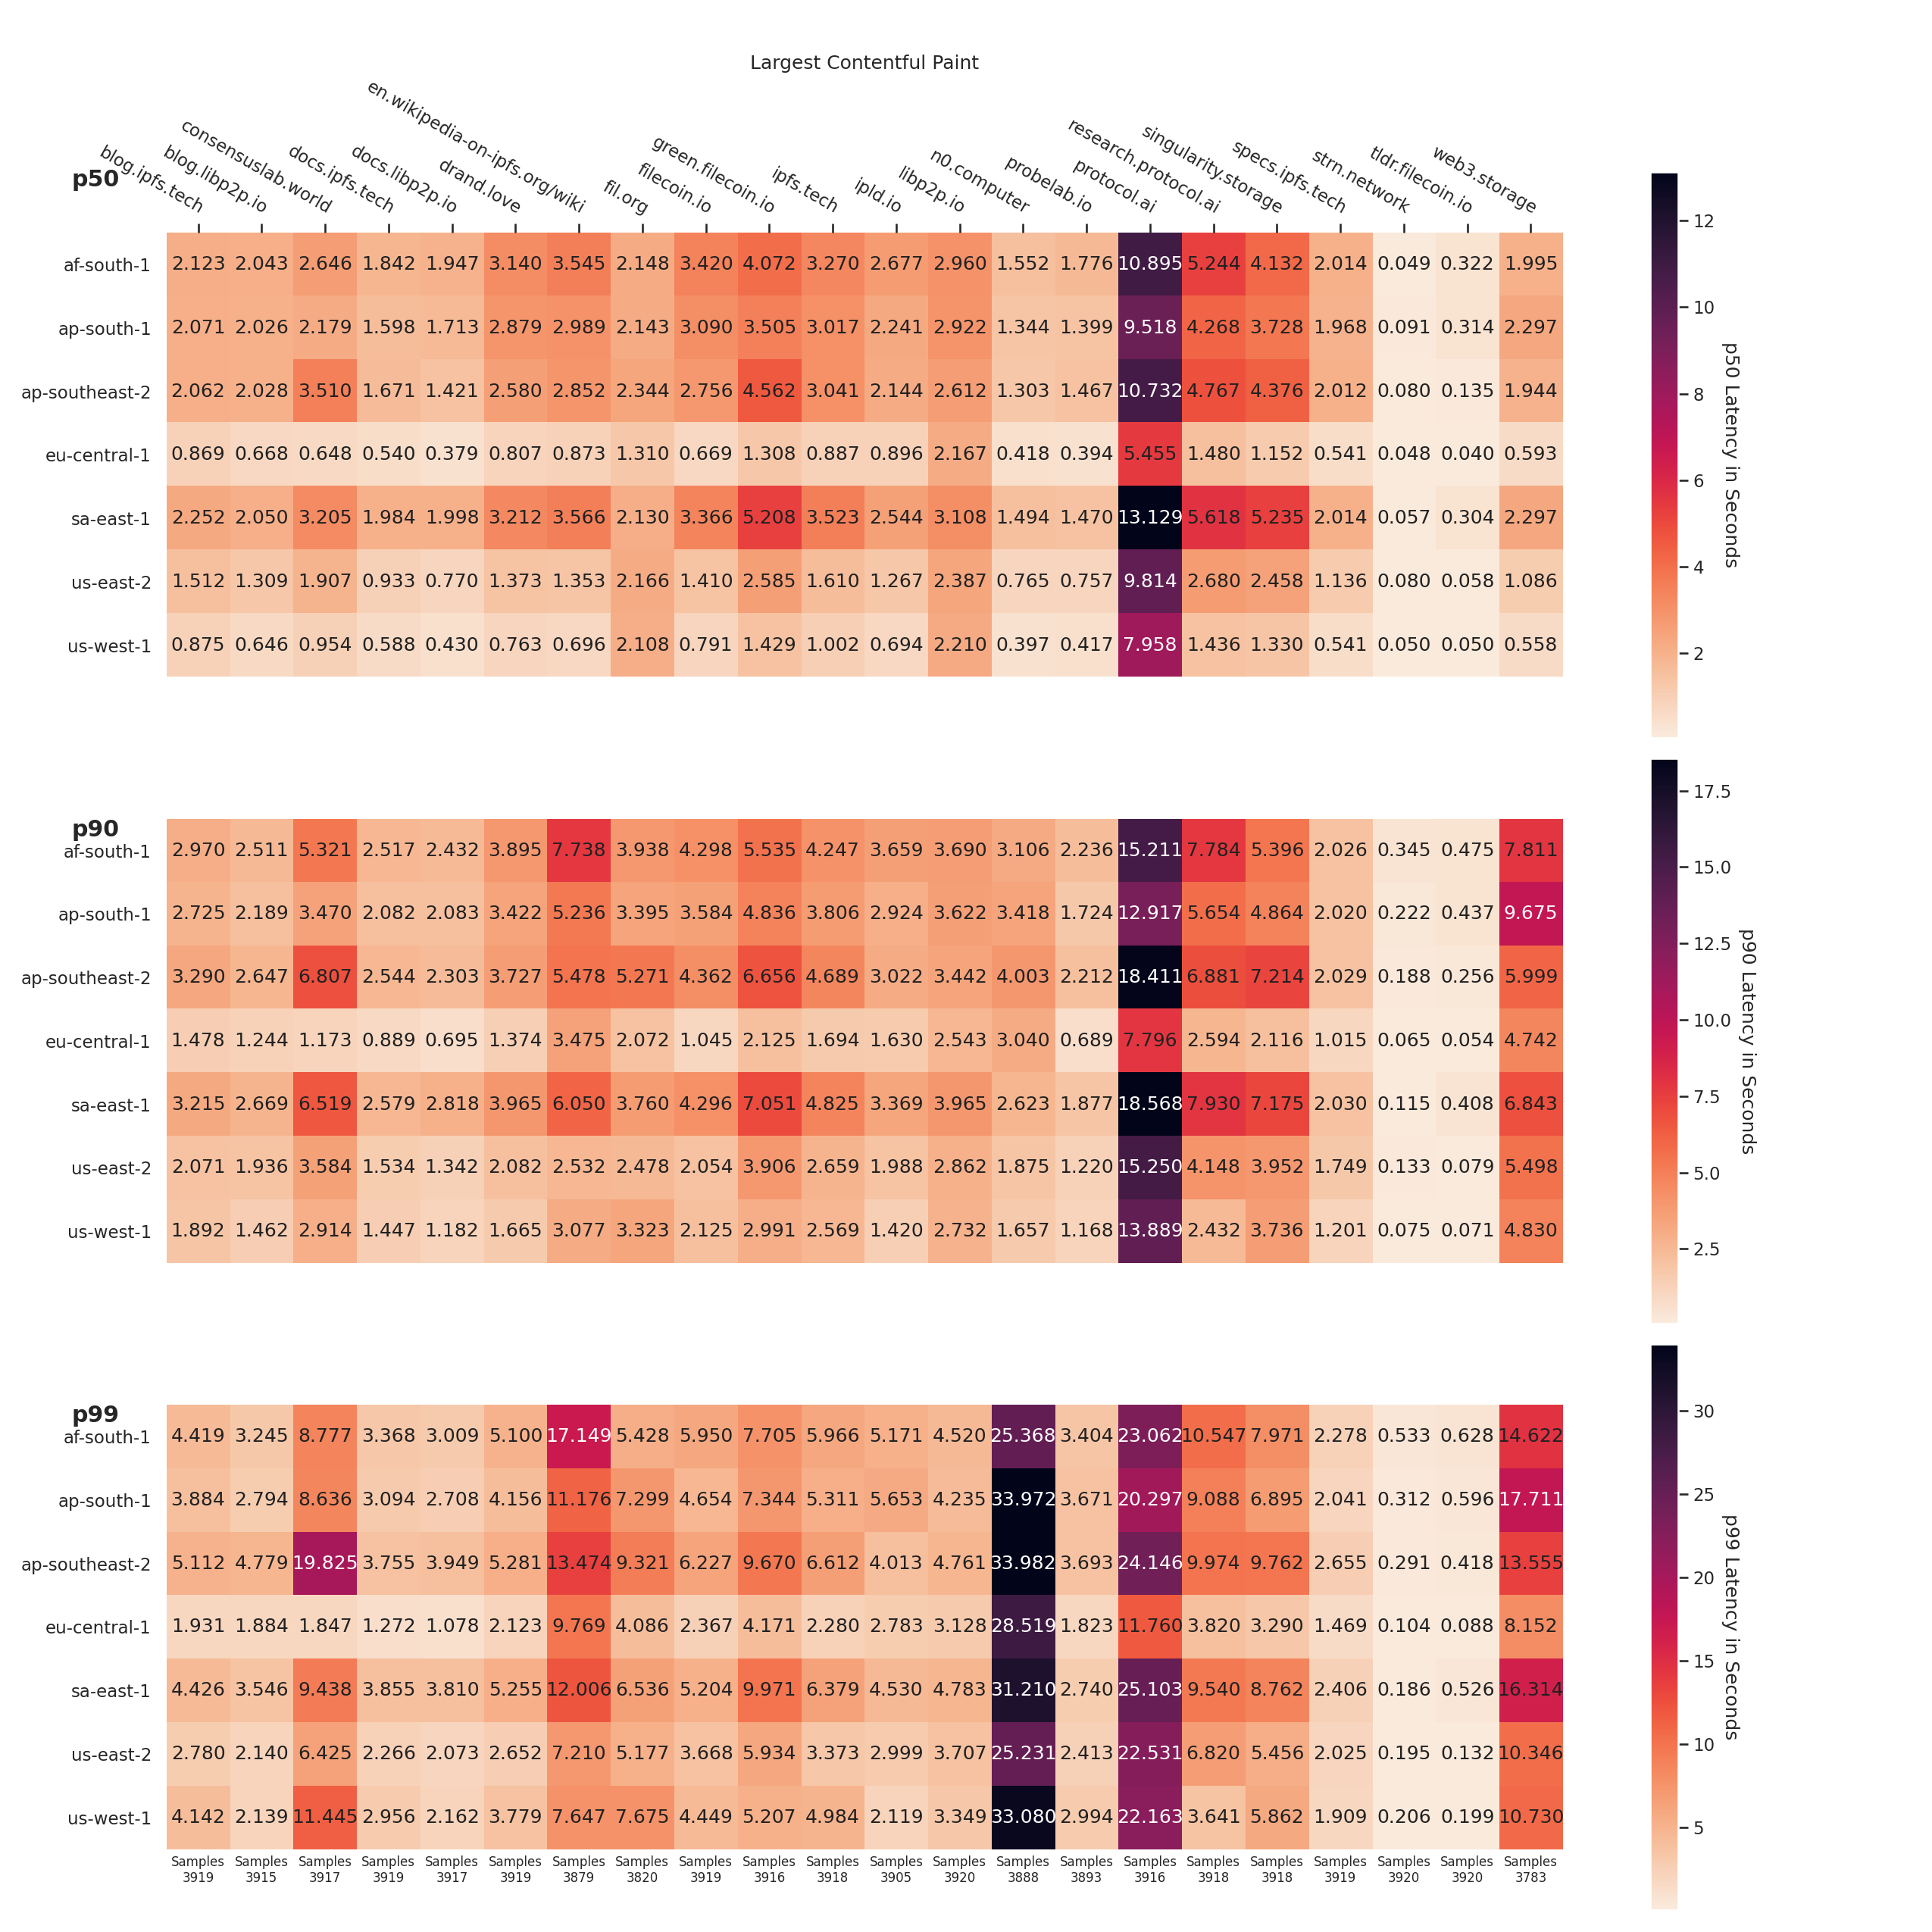 Largest Contentful Paint
p50
blog.ipfs.tech
blog.libp2p.io
consensuslab.world
docs.ipfs.tech
docs.libp2p.io
drand.love
en.wikipedia-on-ipfs.org/wiki
fil.org
filecoin.io
green.filecoin.io
ipfs.tech
ipld.io
libp2p.io
n0.computer
probelab.io
protocol.ai
research.protocol.ai
singularity.storage
specs.ipfs.tech
strn.network
tldr.filecoin.io
web3.storage
af-south-1 2.123 2.043 2.646 1.842 1.947 3.140 3.545 2.148 3.420 4.072 3.270 2.677 2.960 1.552 1.776 10.895 5.244 4.132 2.014 0.049 0.322 1.995
ap-south-1 2.071 2.026 2.179 1.598 1.713 2.879 2.989 2.143 3.090 3.505 3.017 2.241 2.922 1.344 1.399 9.518 4.268 3.728 1.968 0.091 0.314 2.297
ap-southeast-2 2.062 2.028 3.510 1.671 1.421 2.580 2.852 2.344 2.756 4.562 3.041 2.144 2.612 1.303 1.467 10.732 4.767 4.376 2.012 0.080 0.135 1.944
eu-central-1 0.869 0.668 0.648 0.540 0.379 0.807 0.873 1.310 0.669 1.308 0.887 0.896 2.167 0.418 0.394 5.455 1.480 1.152 0.541 0.048 0.040 0.593
sa-east-1 2.252 2.050 3.205 1.984 1.998 3.212 3.566 2.130 3.366 5.208 3.523 2.544 3.108 1.494 1.470 13.129 5.618 5.235 2.014 0.057 0.304 2.297
us-east-2 1.512 1.309 1.907 0.933 0.770 1.373 1.353 2.166 1.410 2.585 1.610 1.267 2.387 0.765 0.757 9.814 2.680 2.458 1.136 0.080 0.058 1.086
us-west-1 0.875 0.646 0.954 0.588 0.430 0.763 0.696 2.108 0.791 1.429 1.002 0.694 2.210 0.397 0.417 7.958 1.436 1.330 0.541 0.050 0.050 0.558
12
10
8
6
4
2
p50 Latency in Seconds
p90
af-south-1 2.970 2.511 5.321 2.517 2.432 3.895 7.738 3.938 4.298 5.535 4.247 3.659 3.690 3.106 2.236 15.211 7.784 5.396 2.026 0.345 0.475 7.811
ap-south-1 2.725 2.189 3.470 2.082 2.083 3.422 5.236 3.395 3.584 4.836 3.806 2.924 3.622 3.418 1.724 12.917 5.654 4.864 2.020 0.222 0.437 9.675
ap-southeast-2 3.290 2.647 6.807 2.544 2.303 3.727 5.478 5.271 4.362 6.656 4.689 3.022 3.442 4.003 2.212 18.411 6.881 7.214 2.029 0.188 0.256 5.999
eu-central-1 1.478 1.244 1.173 0.889 0.695 1.374 3.475 2.072 1.045 2.125 1.694 1.630 2.543 3.040 0.689 7.796 2.594 2.116 1.015 0.065 0.054 4.742
sa-east-1 3.215 2.669 6.519 2.579 2.818 3.965 6.050 3.760 4.296 7.051 4.825 3.369 3.965 2.623 1.877 18.568 7.930 7.175 2.030 0.115 0.408 6.843
us-east-2 2.071 1.936 3.584 1.534 1.342 2.082 2.532 2.478 2.054 3.906 2.659 1.988 2.862 1.875 1.220 15.250 4.148 3.952 1.749 0.133 0.079 5.498
us-west-1 1.892 1.462 2.914 1.447 1.182 1.665 3.077 3.323 2.125 2.991 2.569 1.420 2.732 1.657 1.168 13.889 2.432 3.736 1.201 0.075 0.071 4.830
17.5
15.0
12.5
10.0
7.5
5.0
2.5
p90 Latency in Seconds
p99
af-south-1 4.419 3.245 8.777 3.368 3.009 5.100 17.149 5.428 5.950 7.705 5.966 5.171 4.520 25.368 3.404 23.062 10.547 7.971 2.278 0.533 0.628 14.622
ap-south-1 3.884 2.794 8.636 3.094 2.708 4.156 11.176 7.299 4.654 7.344 5.311 5.653 4.235 33.972 3.671 20.297 9.088 6.895 2.041 0.312 0.596 17.711
ap-southeast-2 5.112 4.779 19.825 3.755 3.949 5.281 13.474 9.321 6.227 9.670 6.612 4.013 4.761 33.982 3.693 24.146 9.974 9.762 2.655 0.291 0.418 13.555
eu-central-1 1.931 1.884 1.847 1.272 1.078 2.123 9.769 4.086 2.367 4.171 2.280 2.783 3.128 28.519 1.823 11.760 3.820 3.290 1.469 0.104 0.088 8.152
sa-east-1 4.426 3.546 9.438 3.855 3.810 5.255 12.006 6.536 5.204 9.971 6.379 4.530 4.783 31.210 2.740 25.103 9.540 8.762 2.406 0.186 0.526 16.314
us-east-2 2.780 2.140 6.425 2.266 2.073 2.652 7.210 5.177 3.668 5.934 3.373 2.999 3.707 25.231 2.413 22.531 6.820 5.456 2.025 0.195 0.132 10.346
us-west-1 4.142 2.139 11.445 2.956 2.162 3.779 7.647 7.675 4.449 5.207 4.984 2.119 3.349 33.080 2.994 22.163 3.641 5.862 1.909 0.206 0.199 10.730
Samples Samples Samples Samples Samples Samples Samples Samples Samples Samples Samples Samples Samples Samples Samples Samples Samples Samples Samples Samples Samples Samples
3919 3915 3917 3919 3917 3919 3879 3820 3919 3916 3918 3905 3920 3888 3893 3916 3918 3918 3919 3920 3920 3783
30
25
20
15
10
5
p99 Latency in Seconds